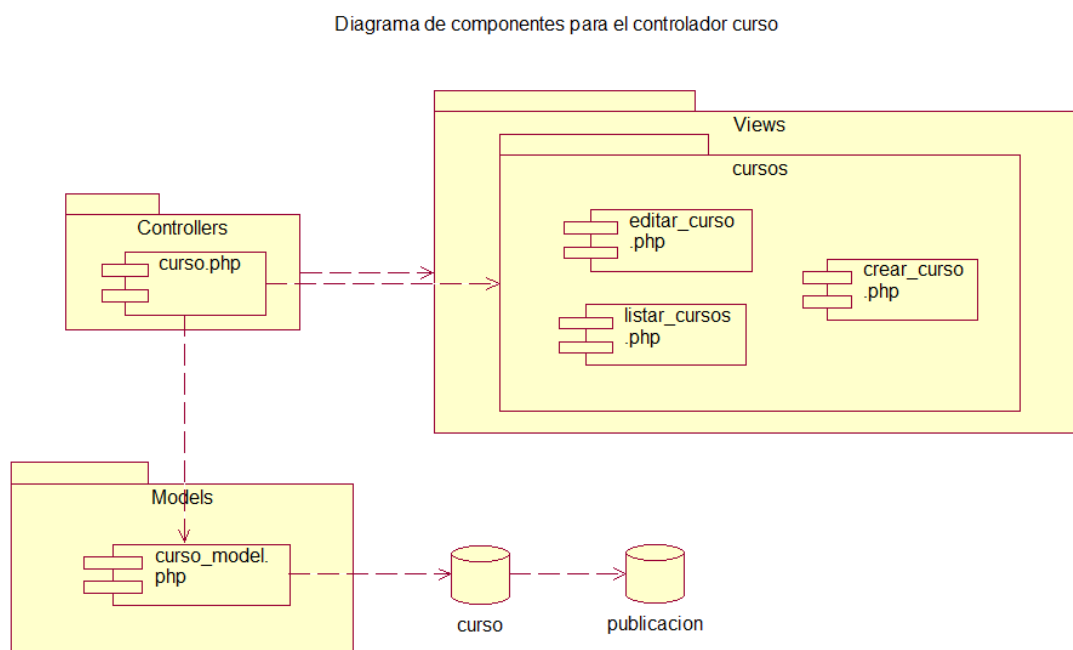 Diagrama de componentes para el controlador curso
Views
cursos
editar_curso
.php
crear_curso
.php
listar_cursos
.php
Controllers
curso.php
Models
curso_model.
php
curso
publicacion